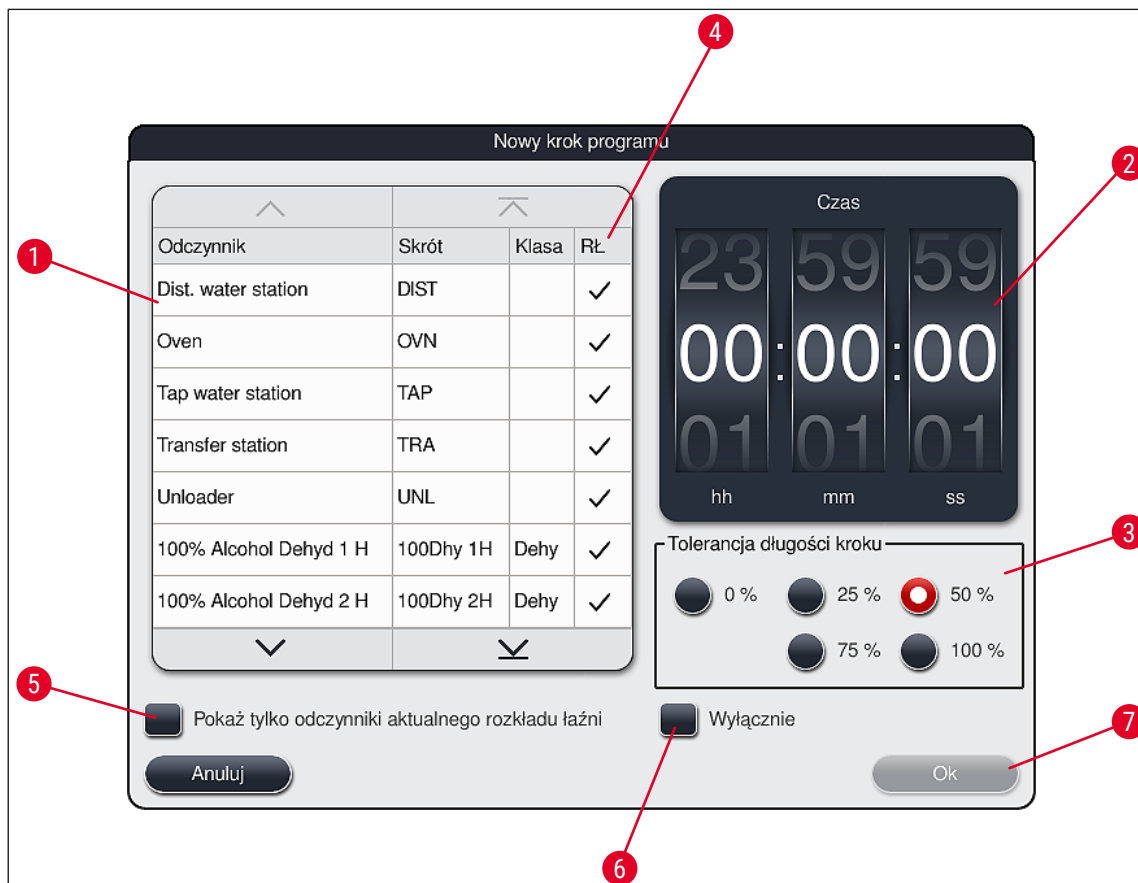 4
Nowy krok programu
2
Czas
1
Odczynnik Skrót Klasa RŁ
23 59 59
Dist. water station DIST
Oven OVN
00:00:00
Tap water station TAP
Transfer station TRA
01 01 01
Unloader UNL
hh mm ss
100% Alcohol Dehyd 1 H 100Dhy 1H Dehy
100% Alcohol Dehyd 2 H 100Dhy 2H Dehy
Tolerancja długości kroku
3
0 % 25 % 50 %
75 % 100 %
5
Pokaż tylko odczynniki aktualnego rozkładu łaźni
Wyłącznie
7
Anuluj
Ok
6